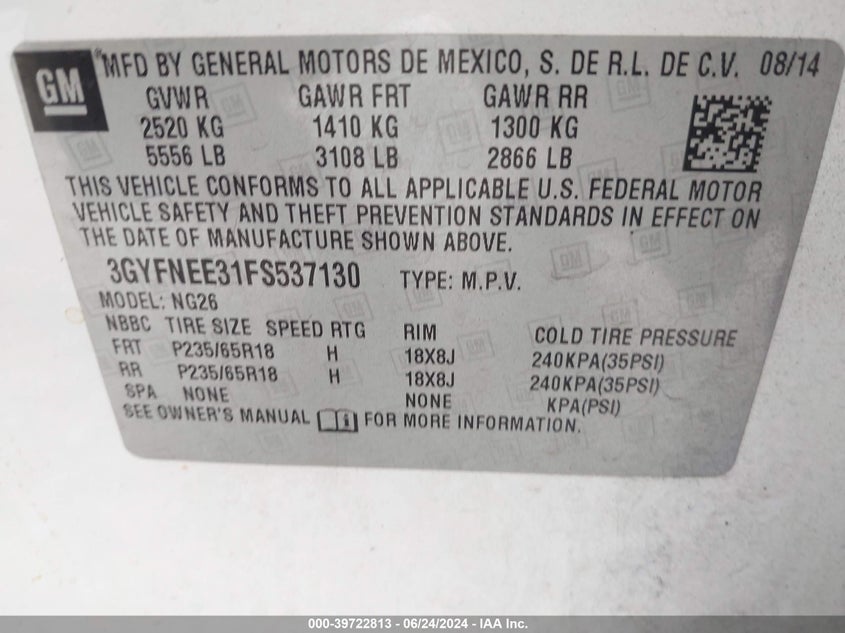 GM ®MFD BY GENERAL MOTORS DE MEXICO, S. DE R.L. DE C.V. 08/14
GVWR GAWR FRT GAWR RR
2520 KG 1410 KG 1300 KG
5556 LB 3108 LB 2866 LB
THIS VEHICLE CONFORMS TO ALL APPLICABLE U.S. FEDERAL MOTOR
VEHICLE SAFETY AND THEFT PREVENTION STANDARDS IN EFFECT ON
THE DATE OF MANUFACTURE SHOWN ABOVE.
3GYFNEE31FS537130 TYPE: M.P.V.
MODEL: NG26
NBBC TIRE SIZE SPEED RTG RIM COLD TIRE PRESSURE
FRT P235/65R18 H 18X8J 240KPA(35PSI)
RR P235/65R18 H 18X8J 240KPA(35PSI)
SPA NONE NONE KPA(PSI)
SEE OWNER'S MANUAL FOR MORE INFORMATION.
000-39722813 / 06/24/2024 - IAA Inc.